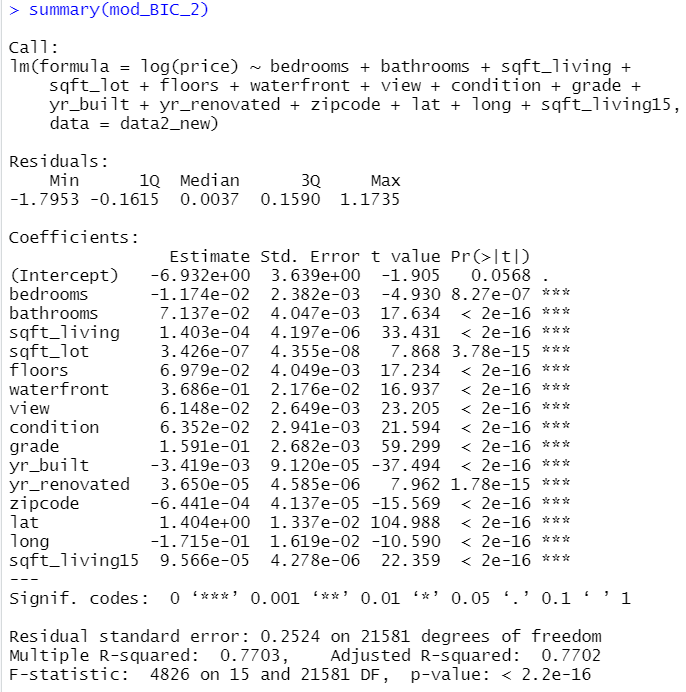 > summary(mod_BIC_2)

Call:
lm(formula = log(price) ~ bedrooms + bathrooms + sqft_living +
    sqft_lot + floors + waterfront + view + condition + grade +
    yr_built + yr_renovated + zipcode + lat + long + sqft_living15,
    data = data2_new)

Residuals:
    Min      1Q  Median      3Q     Max
-1.7953 -0.1615  0.0037  0.1590  1.1735

Coefficients:
                Estimate Std. Error t value Pr(>|t|)
(Intercept)   -6.932e+00  3.639e+00  -1.905   0.0568 .
bedrooms      -1.174e-02  2.382e-03  -4.930 8.27e-07 ***
bathrooms      7.137e-02  4.047e-03  17.634  < 2e-16 ***
sqft_living    1.403e-04  4.197e-06  33.431  < 2e-16 ***
sqft_lot       3.426e-07  4.355e-08   7.868 3.78e-15 ***
floors         6.979e-02  4.049e-03  17.234  < 2e-16 ***
waterfront     3.686e-01  2.176e-02  16.937  < 2e-16 ***
view           6.148e-02  2.649e-03  23.205  < 2e-16 ***
condition      6.352e-02  2.941e-03  21.594  < 2e-16 ***
grade          1.591e-01  2.682e-03  59.299  < 2e-16 ***
yr_built      -3.419e-03  9.120e-05 -37.494  < 2e-16 ***
yr_renovated   3.650e-05  4.585e-06   7.962 1.78e-15 ***
zipcode       -6.441e-04  4.137e-05 -15.569  < 2e-16 ***
lat            1.404e+00  1.337e-02 104.988  < 2e-16 ***
long          -1.715e-01  1.619e-02 -10.590  < 2e-16 ***
sqft_living15  9.566e-05  4.278e-06  22.359  < 2e-16 ***
---
Signif. codes:  0 ‘***’ 0.001 ‘**’ 0.01 ‘*’ 0.05 ‘.’ 0.1 ‘ ’ 1

Residual standard error: 0.2524 on 21581 degrees of freedom
Multiple R-squared:  0.7703,    Adjusted R-squared:  0.7702
F-statistic:  4826 on 15 and 21581 DF,  p-value: < 2.2e-16